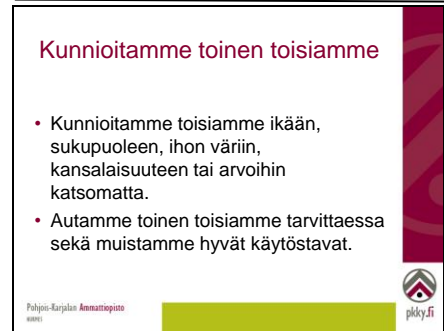 Kunnioitamme toinen toisiamme
• Kunnioitamme toisiamme ikään,
sukupuoleen, ihon väriin,
kansalaisuuteen tai arvoihin
katsomatta.
• Autamme toinen toisiamme tarvittaessa
sekä muistamme hyvät käytöstavat.
Pohjois-Karjalan Ammattiopisto
pkky.fi